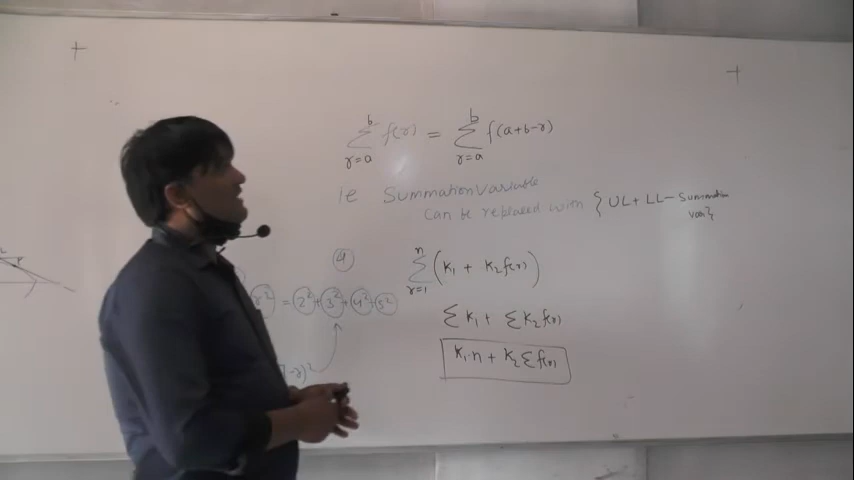 b b
∑ f(r) = ∑ f(a+b-r)
r=a r=a
ie Summation Variable
can be replaced with { UL + LL - Summation
var }
n
∑ (k₁ + k₂f(r))
r=1
r² = 2² + 3² + 4² + 5²
∑ k₁ + ∑ k₂f(r)
k₁.n + k₂∑f(r)
-r)²